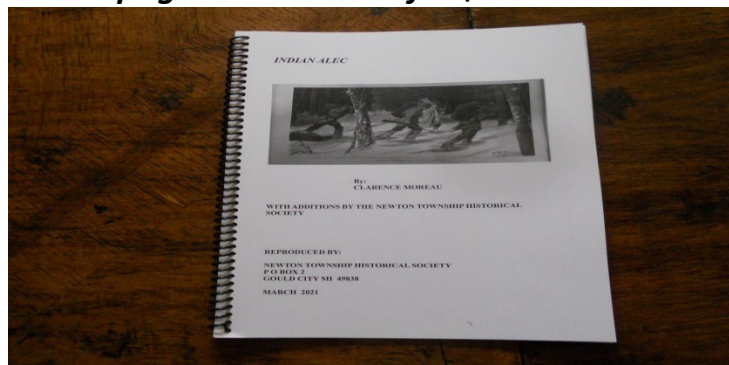 INDIAN ALEC
By:
CLARENCE MOREAU
WITH ADDITIONS BY THE NEWTON TOWNSHIP HISTORICAL
SOCIETY
REPRODUCED BY:
NEWTON TOWNSHIP HISTORICAL SOCIETY
P O BOX 2
GOULD CITY MI 49838
MARCH 2021